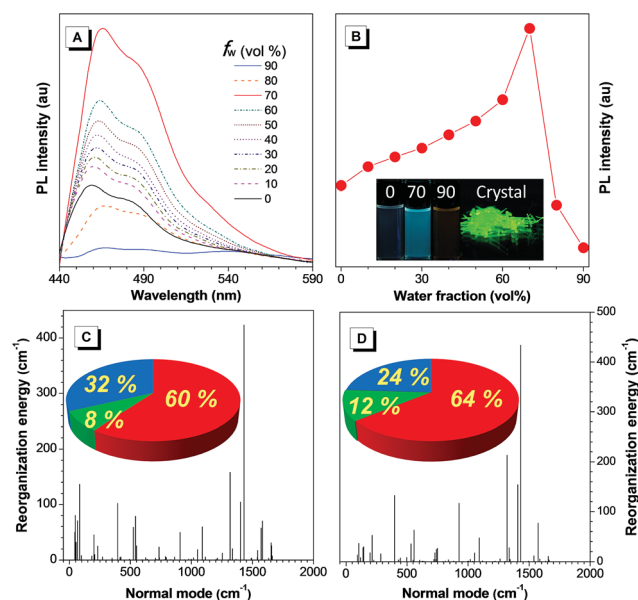 A
f_w (vol %)
90
80
70
60
50
40
30
20
10
0
PL intensity (au)
440 460 490 540 590
Wavelength (nm)
B
0 70 90 Crystal
PL intensity (au)
0 30 60 70 90
Water fraction (vol%)
C
400
300
200
100
0
Reorganization energy (cm⁻¹)
32 %
60 %
8 %
0 500 1000 1500 2000
Normal mode (cm⁻¹)
D
500
400
300
200
100
0
Reorganization energy (cm⁻¹)
24 %
12 %
64 %
0 500 1000 1500 2000
Normal mode (cm⁻¹)